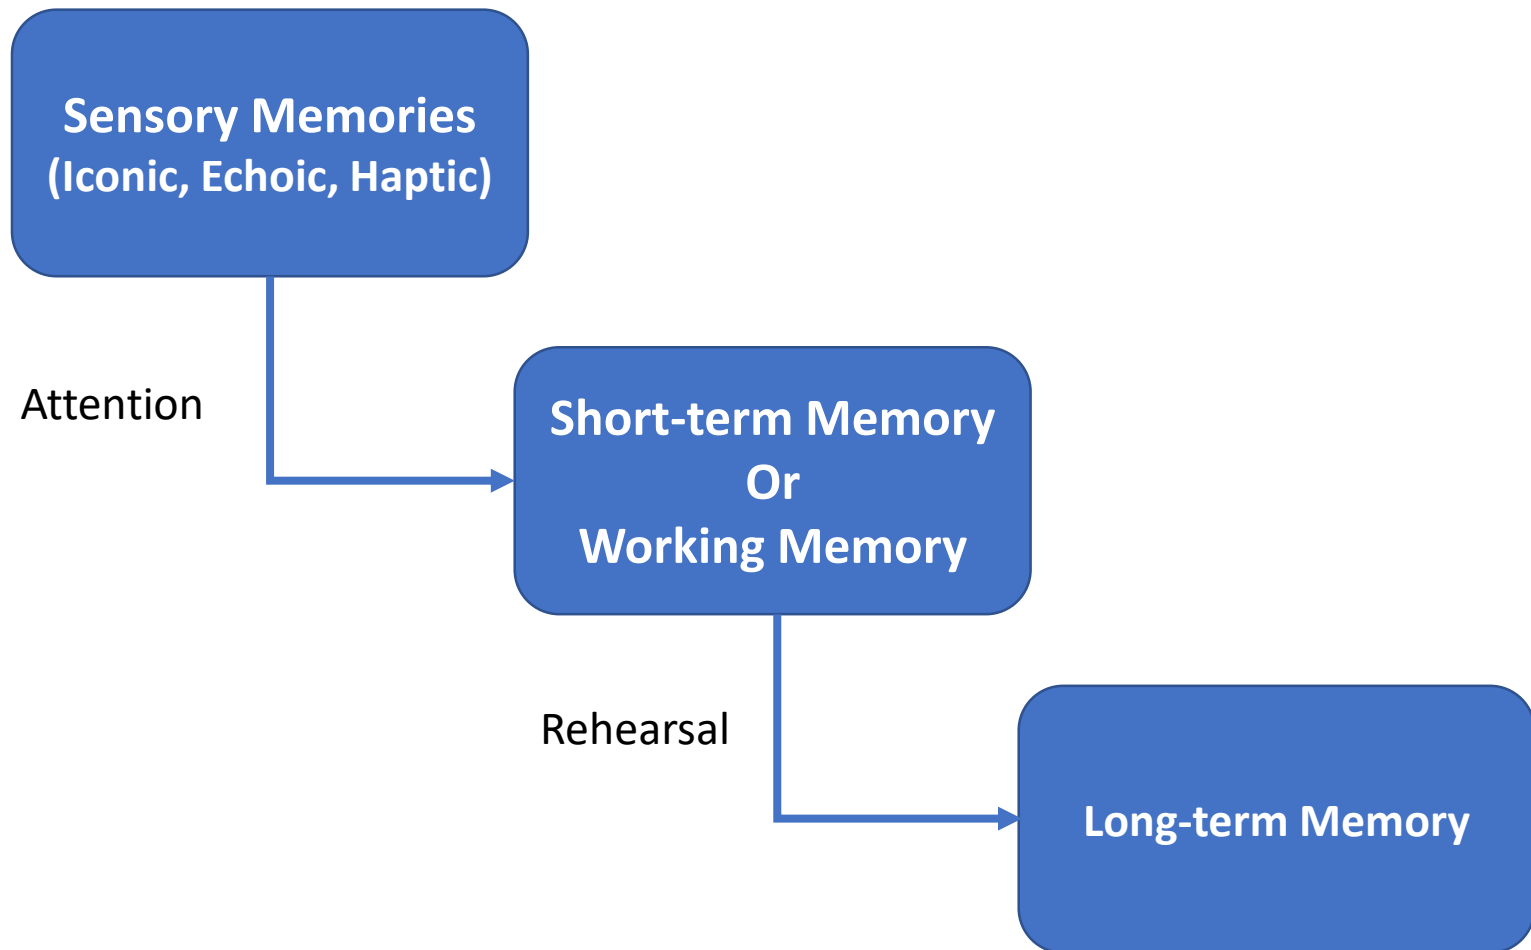 Sensory Memories
(Iconic, Echoic, Haptic)
Attention
Short-term Memory
Or
Working Memory
Rehearsal
Long-term Memory